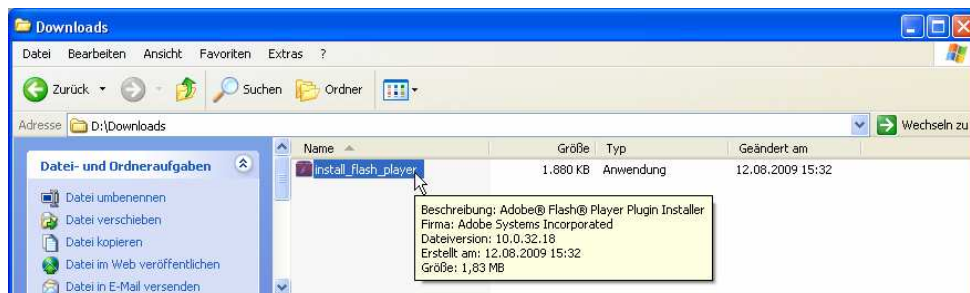 Downloads
Datei Bearbeiten Ansicht Favoriten Extras ?
Zurück Suchen Ordner
Adresse D:\Downloads Wechseln zu
Datei- und Ordneraufgaben
Datei umbenennen
Datei verschieben
Datei kopieren
Datei im Web veröffentlichen
Datei in E-Mail versenden
Name Größe Typ Geändert am
install_flash_player 1.880 KB Anwendung 12.08.2009 15:32
Beschreibung: Adobe® Flash® Player Plugin Installer
Firma: Adobe Systems Incorporated
Dateiversion: 10.0.32.18
Erstellt am: 12.08.2009 15:32
Größe: 1,83 MB